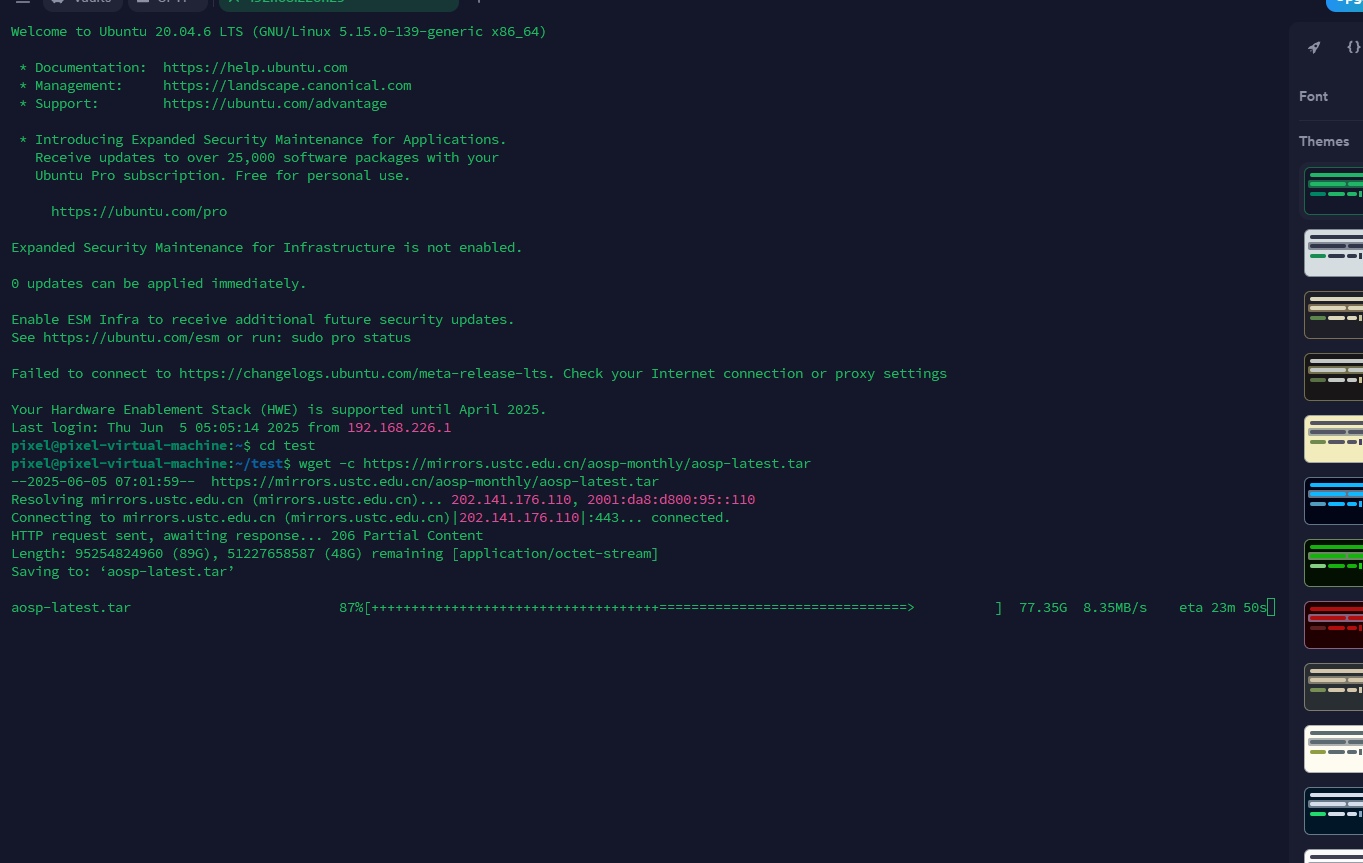 Welcome to Ubuntu 20.04.6 LTS (GNU/Linux 5.15.0-139-generic x86_64)
* Documentation:  https://help.ubuntu.com
* Management:     https://landscape.canonical.com
* Support:        https://ubuntu.com/advantage
* Introducing Expanded Security Maintenance for Applications.
Receive updates to over 25,000 software packages with your
Ubuntu Pro subscription. Free for personal use.
https://ubuntu.com/pro
Expanded Security Maintenance for Infrastructure is not enabled.
0 updates can be applied immediately.
Enable ESM Infra to receive additional future security updates.
See https://ubuntu.com/esm or run: sudo pro status
Failed to connect to https://changelogs.ubuntu.com/meta-release-lts. Check your Internet connection or proxy settings
Your Hardware Enablement Stack (HWE) is supported until April 2025.
Last login: Thu Jun  5 05:05:14 2025 from 192.168.226.1
pixel@pixel-virtual-machine:~$ cd test
pixel@pixel-virtual-machine:~/test$ wget -c https://mirrors.ustc.edu.cn/aosp-monthly/aosp-latest.tar
--2025-06-05 07:01:59--  https://mirrors.ustc.edu.cn/aosp-monthly/aosp-latest.tar
Resolving mirrors.ustc.edu.cn (mirrors.ustc.edu.cn)... 202.141.176.110, 2001:da8:d800:95::110
Connecting to mirrors.ustc.edu.cn (mirrors.ustc.edu.cn)|202.141.176.110|:443... connected.
HTTP request sent, awaiting response... 206 Partial Content
Length: 95254824960 (89G), 51227658587 (48G) remaining [application/octet-stream]
Saving to: ‘aosp-latest.tar’
aosp-latest.tar 87%[++++++++++++++++++++++++++++++++++++===============================> ] 77.35G 8.35MB/s eta 23m 50s
{}
Font
Themes